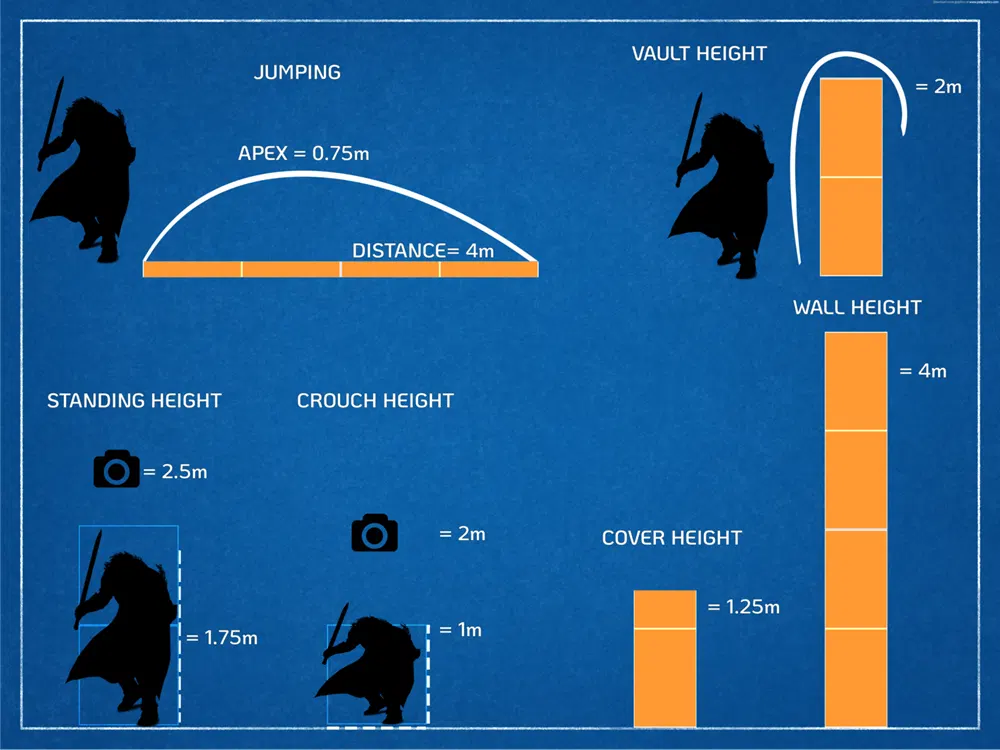 JUMPING
VAULT HEIGHT
= 2m
APEX = 0.75m
DISTANCE= 4m
WALL HEIGHT
= 4m
STANDING HEIGHT
CROUCH HEIGHT
= 2.5m
= 2m
COVER HEIGHT
= 1.25m
= 1m
= 1.75m